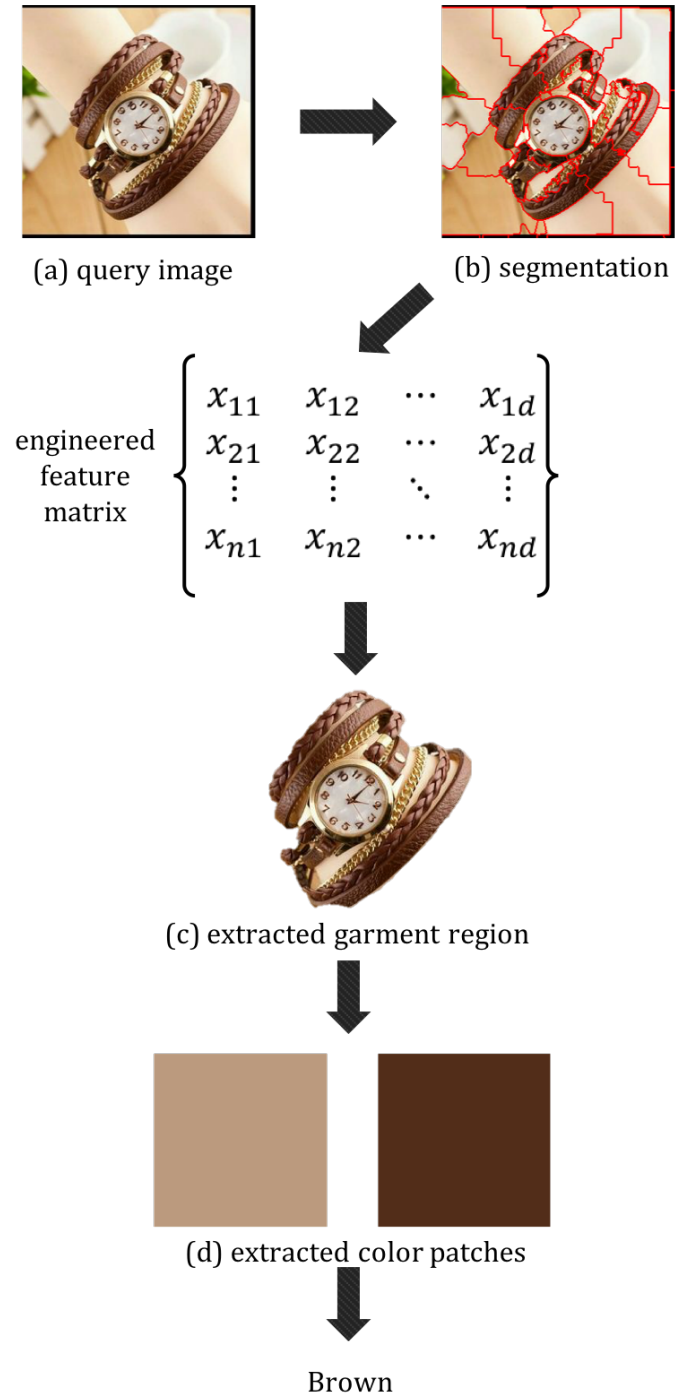 (a) query image
(b) segmentation
engineered
feature
matrix
x₁₁ x₁₂ ⋯ x₁d
x₂₁ x₂₂ ⋯ x₂d
⋮ ⋮ ⋱ ⋮
xₙ₁ xₙ₂ ⋯ xₙd
(c) extracted garment region
(d) extracted color patches
Brown